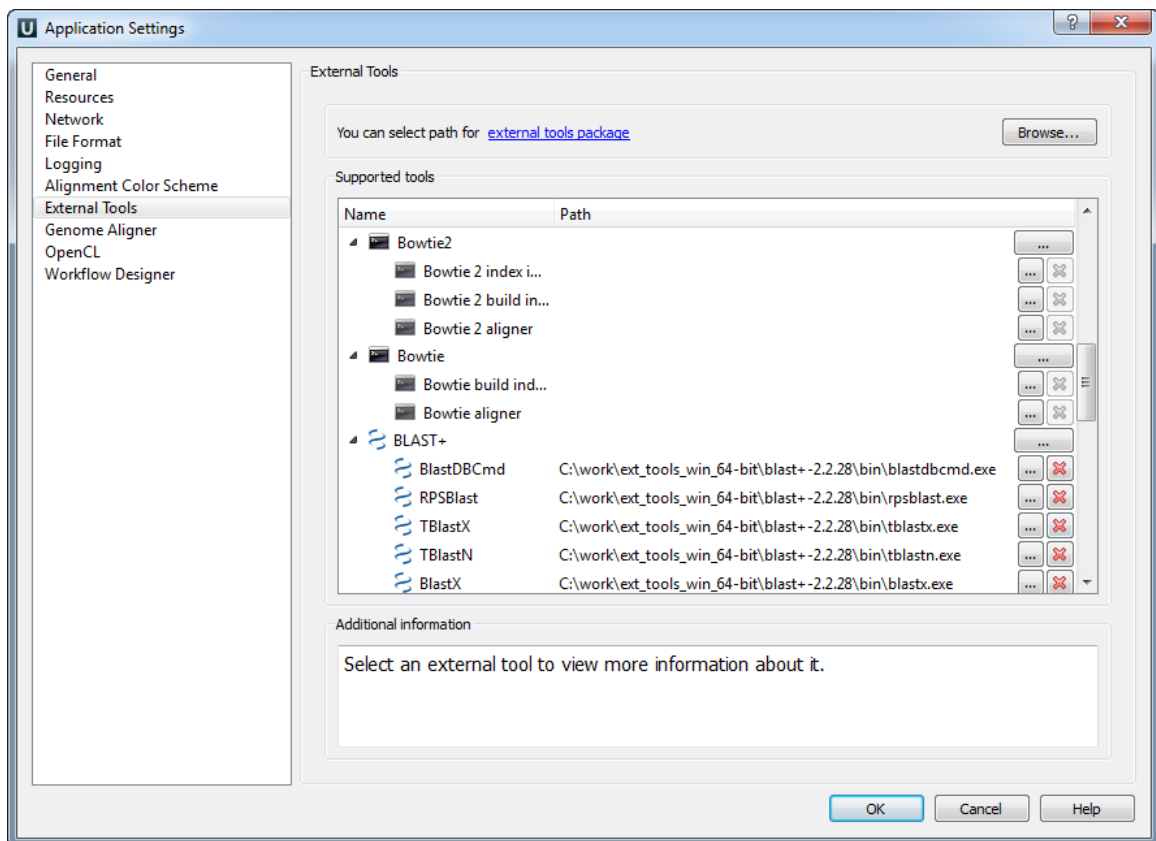 Application Settings
General
Resources
Network
File Format
Logging
Alignment Color Scheme
External Tools
Genome Aligner
OpenCL
Workflow Designer
External Tools
You can select path for external tools package Browse...
Supported tools
Name Path
Bowtie2 ...
Bowtie 2 index i... ...
Bowtie 2 build in... ...
Bowtie 2 aligner ...
Bowtie ...
Bowtie build ind... ...
Bowtie aligner ...
BLAST+ ...
BlastDBCmd C:\work\ext_tools_win_64-bit\blast+-2.2.28\bin\blastdbcmd.exe ...
RPSBlast C:\work\ext_tools_win_64-bit\blast+-2.2.28\bin\rpsblast.exe ...
TBlastX C:\work\ext_tools_win_64-bit\blast+-2.2.28\bin\tblastx.exe ...
TBlastN C:\work\ext_tools_win_64-bit\blast+-2.2.28\bin\tblastn.exe ...
BlastX C:\work\ext_tools_win_64-bit\blast+-2.2.28\bin\blastx.exe ...
Additional information
Select an external tool to view more information about it.
OK Cancel Help